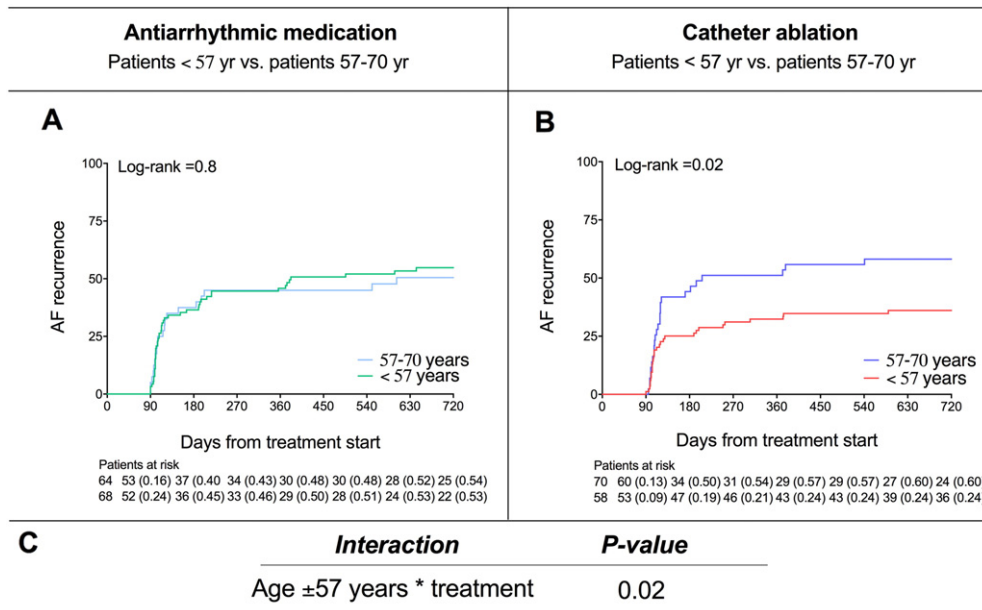 Antiarrhythmic medication
Patients < 57 yr vs. patients 57-70 yr
Catheter ablation
Patients < 57 yr vs. patients 57-70 yr
A
Log-rank =0.8
AF recurrence
100
75
50
25
0
57-70 years
< 57 years
0 90 180 270 360 450 540 630 720
Days from treatment start
Patients at risk
64 53 (0.16) 37 (0.40 34 (0.43) 30 (0.48) 30 (0.48) 28 (0.52) 25 (0.54)
68 52 (0.24) 36 (0.45) 33 (0.46) 29 (0.50) 28 (0.51) 24 (0.53) 22 (0.53)
B
Log-rank =0.02
AF recurrence
100
75
50
25
0
57-70 years
< 57 years
0 90 180 270 360 450 540 630 720
Days from treatment start
Patients at risk
70 60 (0.13) 34 (0.50) 31 (0.54) 29 (0.57) 29 (0.57) 27 (0.60) 24 (0.60
58 53 (0.09) 47 (0.19) 46 (0.21) 43 (0.24) 43 (0.24) 39 (0.24) 36 (0.24)
C
Interaction P-value
Age ±57 years * treatment 0.02